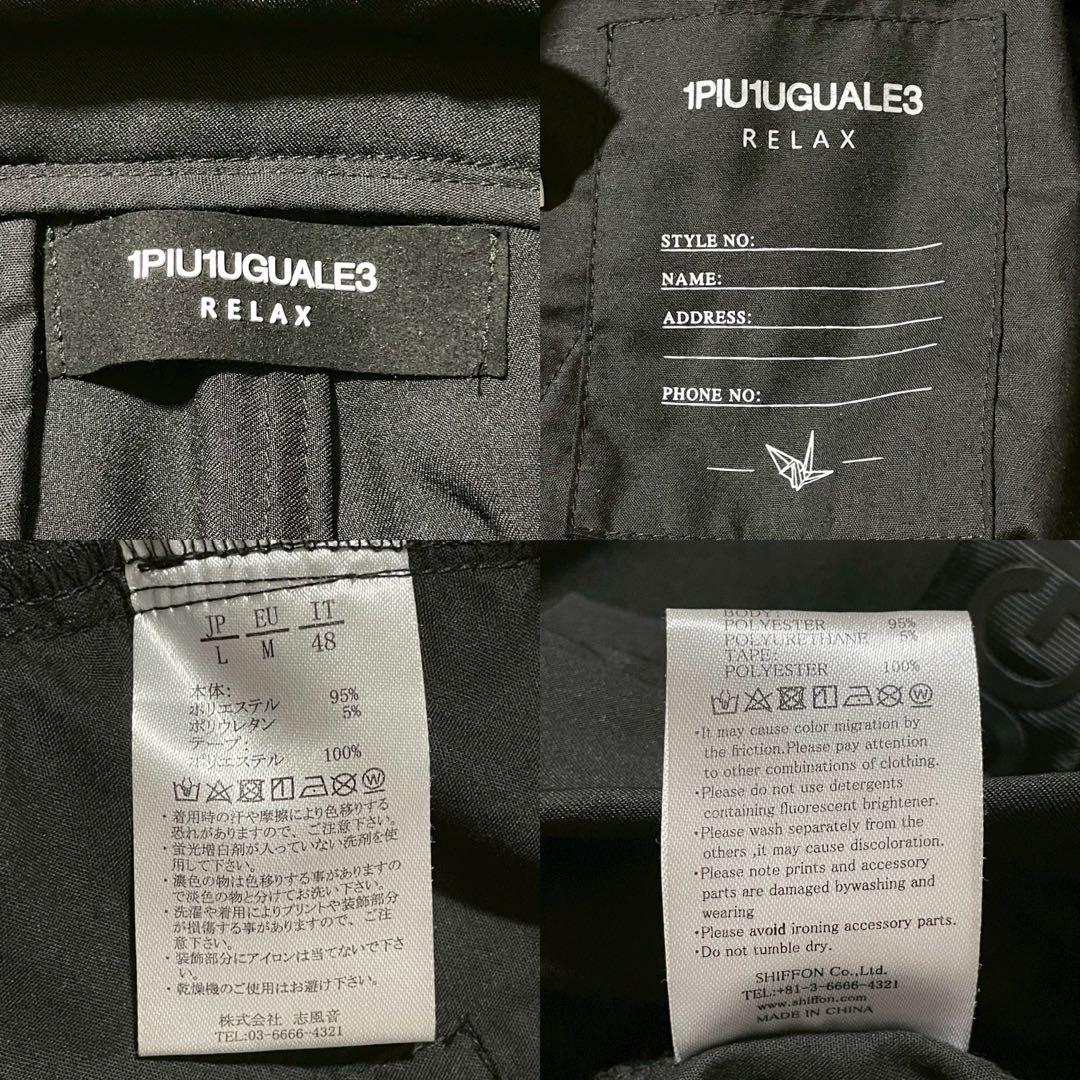 1PIU1UGUALE3
RELAX
1PIU1UGUALE3
RELAX
STYLE NO:
NAME:
ADDRESS:
PHONE NO:
JP EU IT
L M 48
本体:
ポリエステル 95%
ポリウレタン 5%
テープ:
ポリエステル 100%
・着用時の汗や摩擦により色移りする
恐れがありますので、ご注意下さい。
・蛍光増白剤が入っていない洗剤を使
用して下さい。
・濃色の物は色移りする事があります
ので淡色の物と分けてお洗い下さい。
・洗濯や着用によりプリントや装飾部分
が損傷する事がありますので、ご注
意下さい。
・装飾部分にアイロンは当てないで下さ
い。
・乾燥機のご使用はお避け下さい。
株式会社 志風音
TEL:03-6666-4321
BODY:
POLYESTER 95%
POLYURETHANE 5%
TAPE:
POLYESTER 100%
・It may cause color migration by
the friction.Please pay attention
to other combinations of clothing.
・Please do not use detergents
containing fluorescent brightener.
・Please wash separately from the
others ,it may cause discoloration.
・Please note prints and accessory
parts are damaged bywashing and
wearing
・Please avoid ironing accessory parts.
・Do not tumble dry.
SHIFFON Co.,Ltd.
TEL:+81-3-6666-4321
www.shiffon.com
MADE IN CHINA